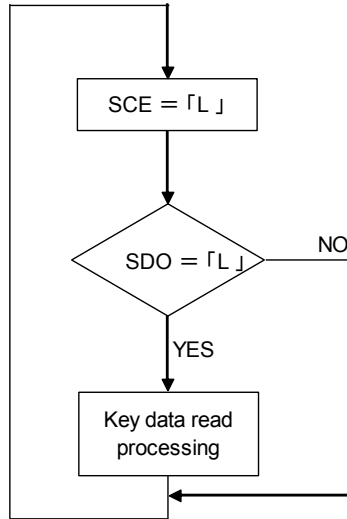 SCE = ｢L ｣
SDO = ｢L ｣
NO
YES
Key data read
processing